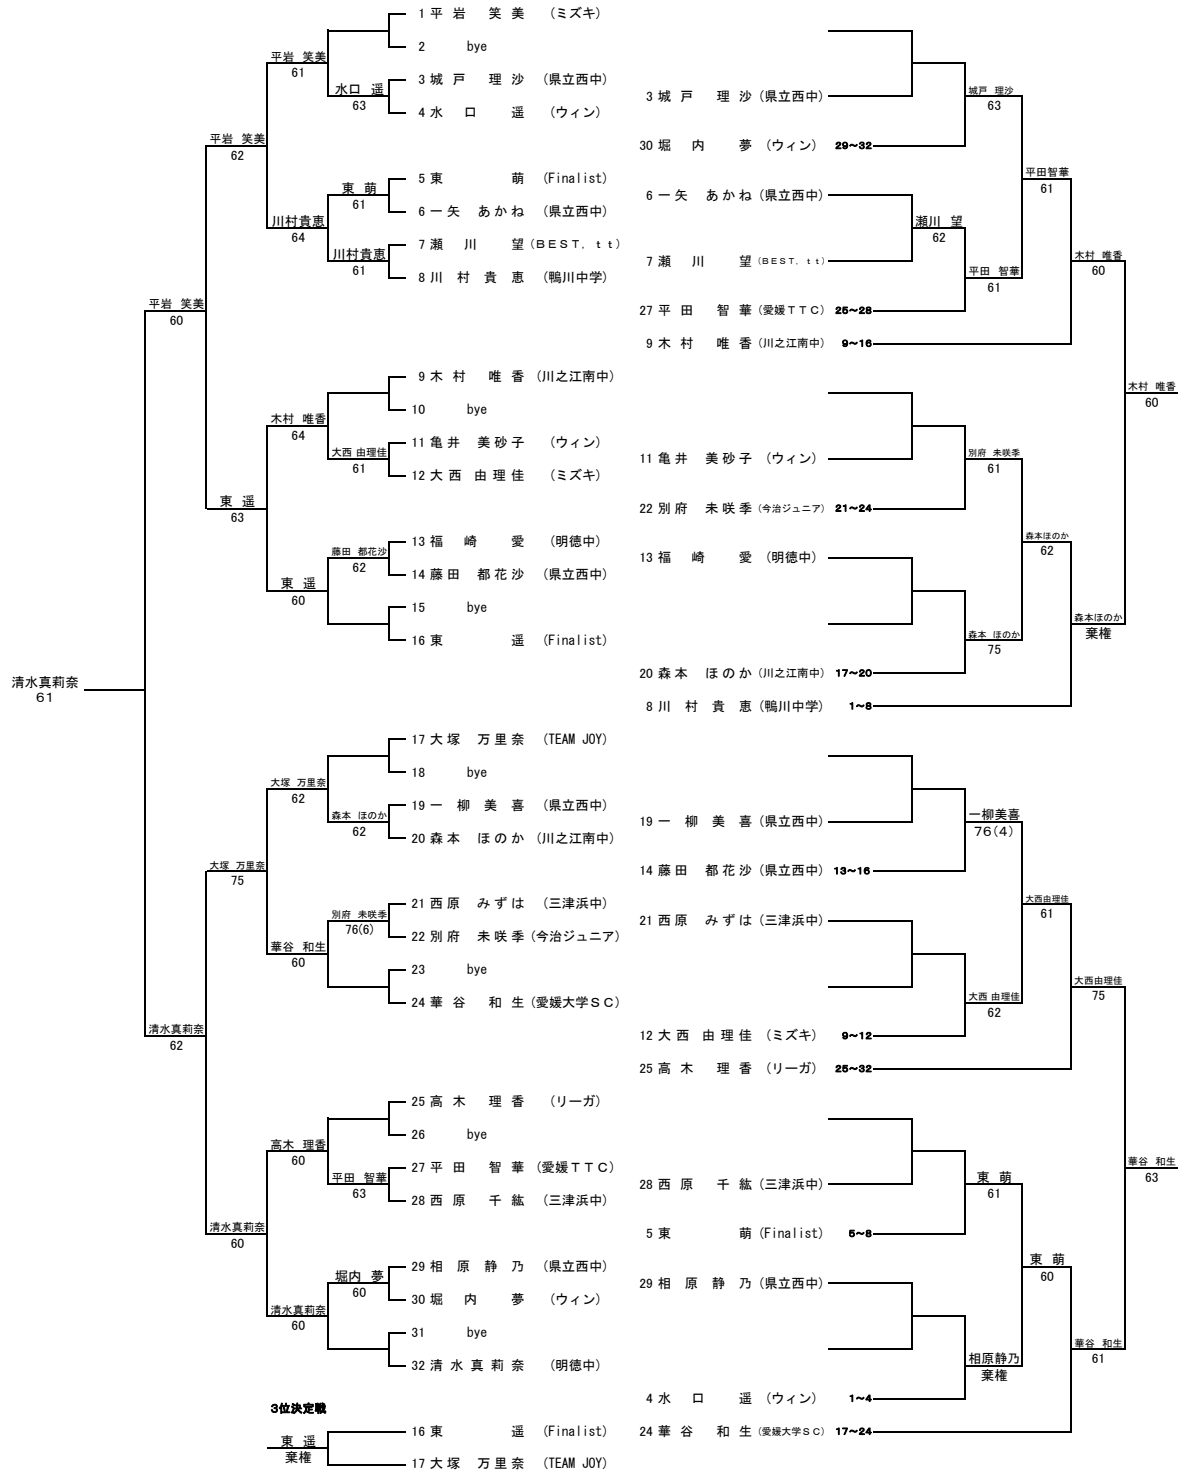 1 平岩 笑美 (ミズキ)
2 bye
平岩 笑美
61
3 城戸 理沙 (県立西中)
水口 遥
63
4 水口 遥 (ウィン)
平岩 笑美
62
5 東 萌 (Finalist)
東 萌
61
6 一矢 あかね (県立西中)
川村貴恵
64
7 瀬川 望 (BEST. tt)
川村貴恵
61
8 川村貴恵 (鴨川中学)
平岩 笑美
60
9 木村 唯香 (川之江南中)
10 bye
木村 唯香
64
11 亀井 美砂子 (ウィン)
大西 由理佳
61
12 大西 由理佳 (ミズキ)
東 遥
63
13 福崎 愛 (明徳中)
藤田 都花沙
62
14 藤田 都花沙 (県立西中)
東 遥
60
15 bye
16 東 遥 (Finalist)
清水真莉奈
61
17 大塚 万里奈 (TEAM JOY)
18 bye
大塚 万里奈
62
19 一柳美喜 (県立西中)
森本 ほのか
62
20 森本 ほのか (川之江南中)
大塚 万里奈
75
21 西原 みずは (三津浜中)
別府 未咲季
76(6)
22 別府 未咲季 (今治ジュニア)
華谷 和生
60
23 bye
24 華谷 和生 (愛媛大学SC)
清水真莉奈
62
25 高木 理香 (リーガ)
26 bye
高木 理香
60
27 平田 智華 (愛媛TTC)
平田 智華
63
28 西原 千紘 (三津浜中)
清水真莉奈
60
29 相原静乃 (県立西中)
堀内 夢
60
30 堀内 夢 (ウィン)
清水真莉奈
60
31 bye
32 清水真莉奈 (明徳中)
3位決定戦
16 東 遥 (Finalist)
東 遥
棄権
17 大塚 万里奈 (TEAM JOY)
3 城戸 理沙 (県立西中)
城戸 理沙
63
30 堀内 夢 (ウィン) 29~32
平田智華
61
6 一矢 あかね (県立西中)
瀬川 望
62
7 瀬川 望 (BEST. tt)
平田 智華
61
27 平田 智華 (愛媛TTC) 25~28
木村 唯香
60
9 木村 唯香 (川之江南中) 9~16
木村 唯香
60
11 亀井 美砂子 (ウィン)
別府 未咲季
61
22 別府 未咲季 (今治ジュニア) 21~24
森本ほのか
62
13 福崎 愛 (明徳中)
森本 ほのか
75
20 森本 ほのか (川之江南中) 17~20
森本ほのか
棄権
8 川村貴恵 (鴨川中学) 1~8
19 一柳美喜 (県立西中)
一柳美喜
76(4)
14 藤田 都花沙 (県立西中) 13~16
大西由理佳
61
21 西原 みずは (三津浜中)
大西 由理佳
62
12 大西 由理佳 (ミズキ) 9~12
大西由理佳
75
25 高木 理香 (リーガ) 25~32
華谷 和生
63
28 西原 千紘 (三津浜中)
東 萌
61
5 東 萌 (Finalist) 5~8
東 萌
60
29 相原静乃 (県立西中)
相原静乃
棄権
4 水口 遥 (ウィン) 1~4
華谷 和生
61
24 華谷 和生 (愛媛大学SC) 17~24